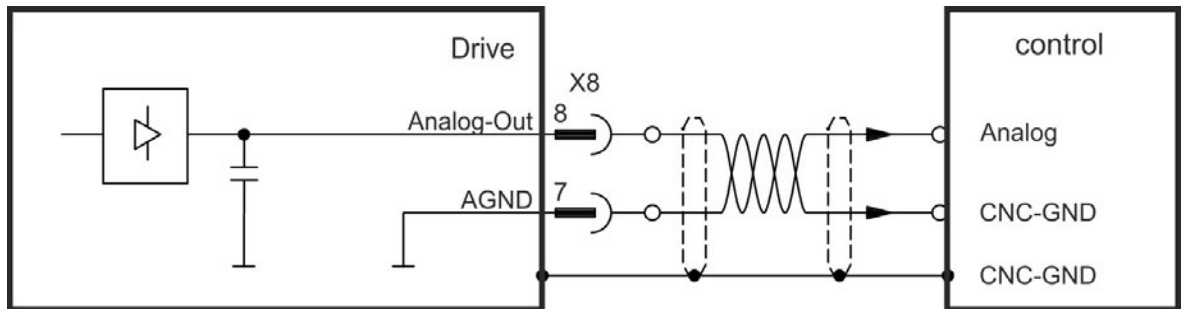 Drive
control
X8
Analog-Out
8
Analog
AGND
7
CNC-GND
CNC-GND